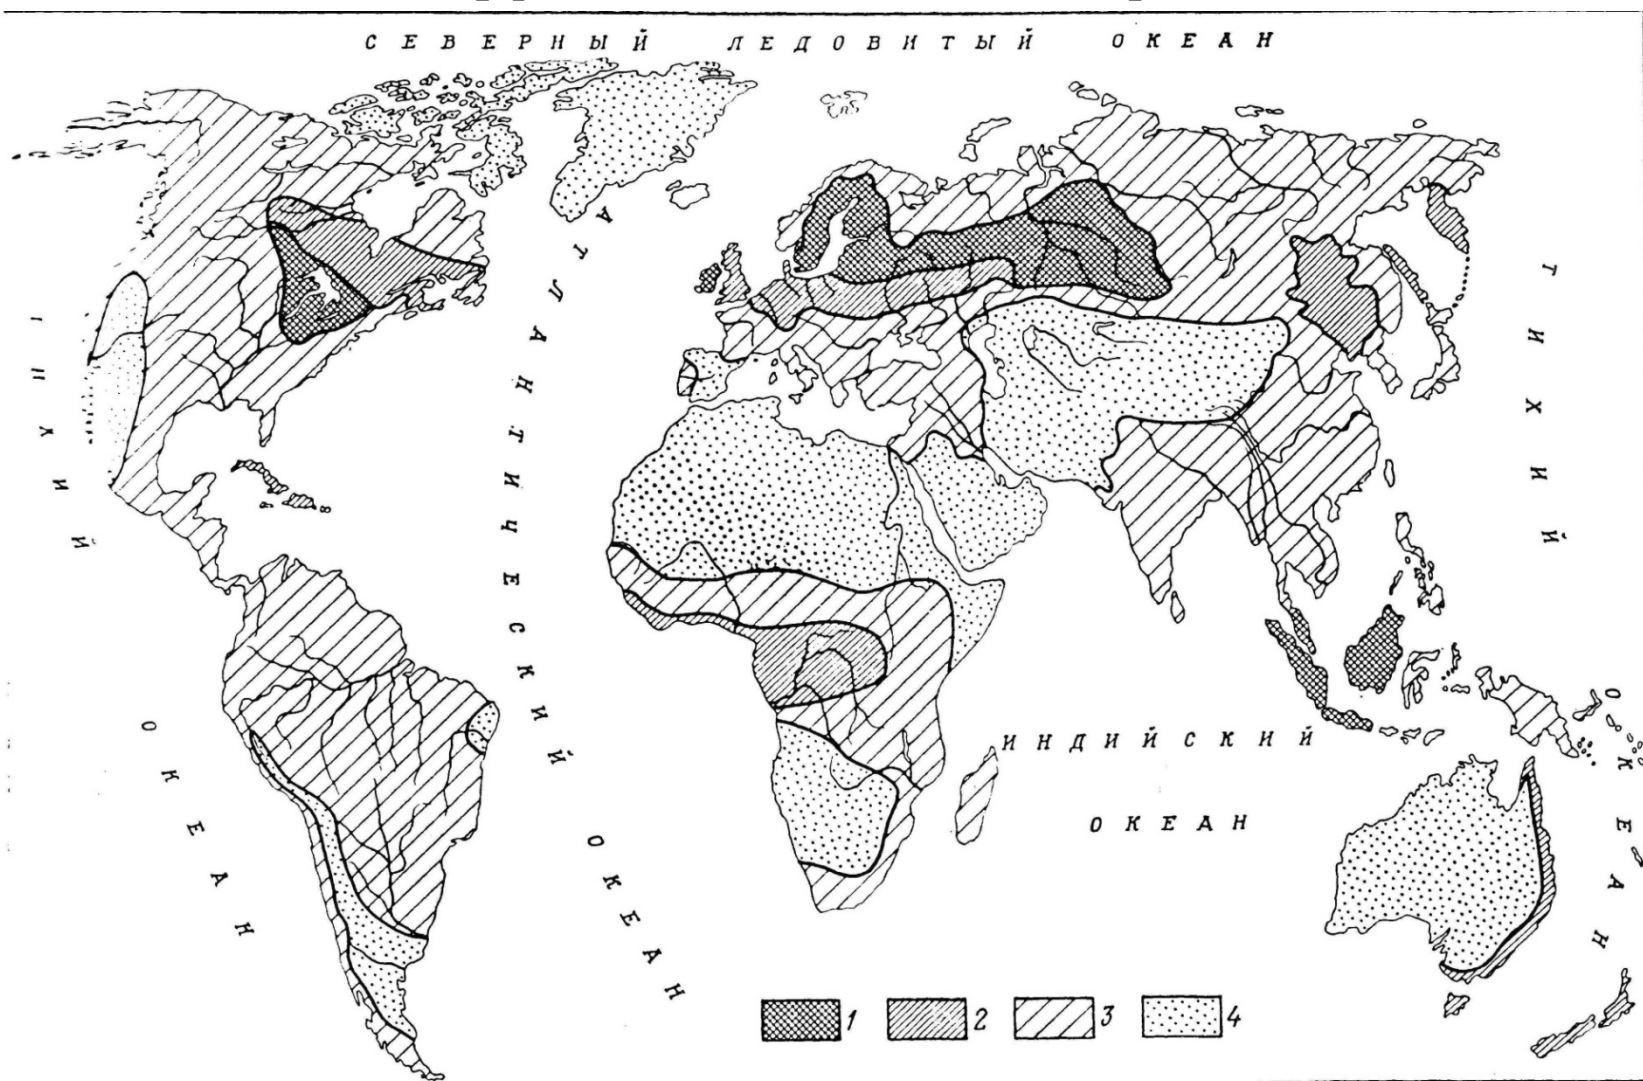 СЕВЕРНЫЙ ЛЕДОВИТЫЙ ОКЕАН
ТИХИЙ
ОКЕАН
АТЛАНТИЧЕСКИЙ
ОКЕАН
ИНДИЙСКИЙ
ОКЕАН
ТИХИЙ
ОКЕАН
1 2 3 4